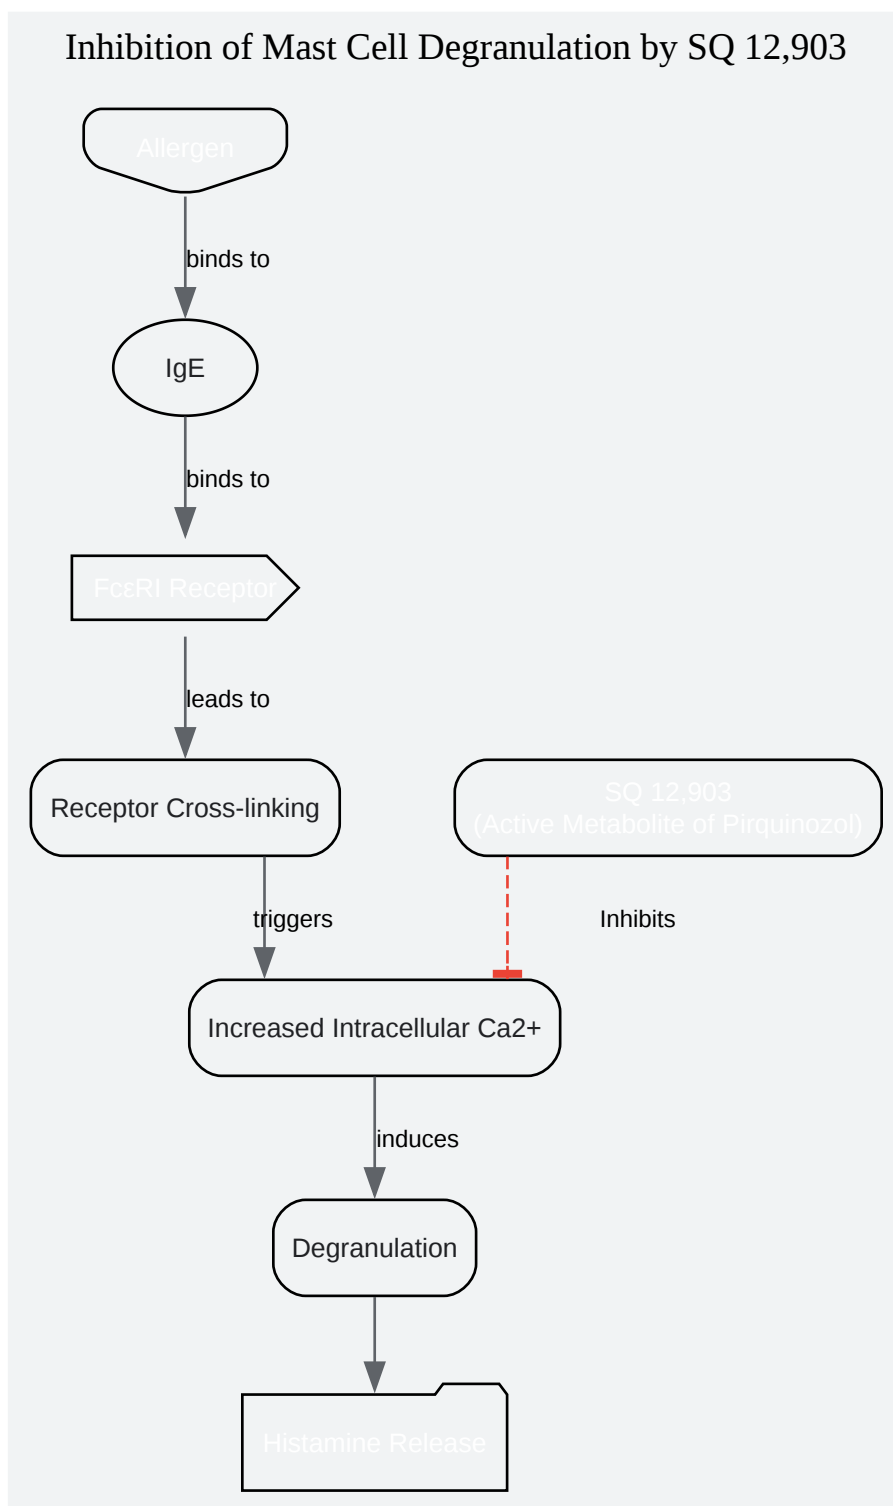 Inhibition of Mast Cell Degranulation by SQ 12,903
Allergen
binds to
IgE
binds to
FcεRI Receptor
leads to
Receptor Cross-linking
SQ 12,903
(Active Metabolite of Pirquinozol)
triggers
Inhibits
Increased Intracellular Ca2+
induces
Degranulation
Histamine Release